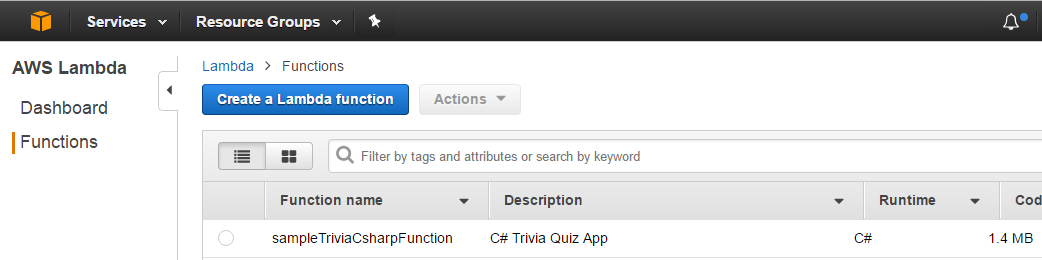 Services Resource Groups
AWS Lambda
Dashboard
Functions
Lambda > Functions
Create a Lambda function Actions
Filter by tags and attributes or search by keyword
Function name Description Runtime Cod
sampleTriviaCsharpFunction C# Trivia Quiz App C# 1.4 MB